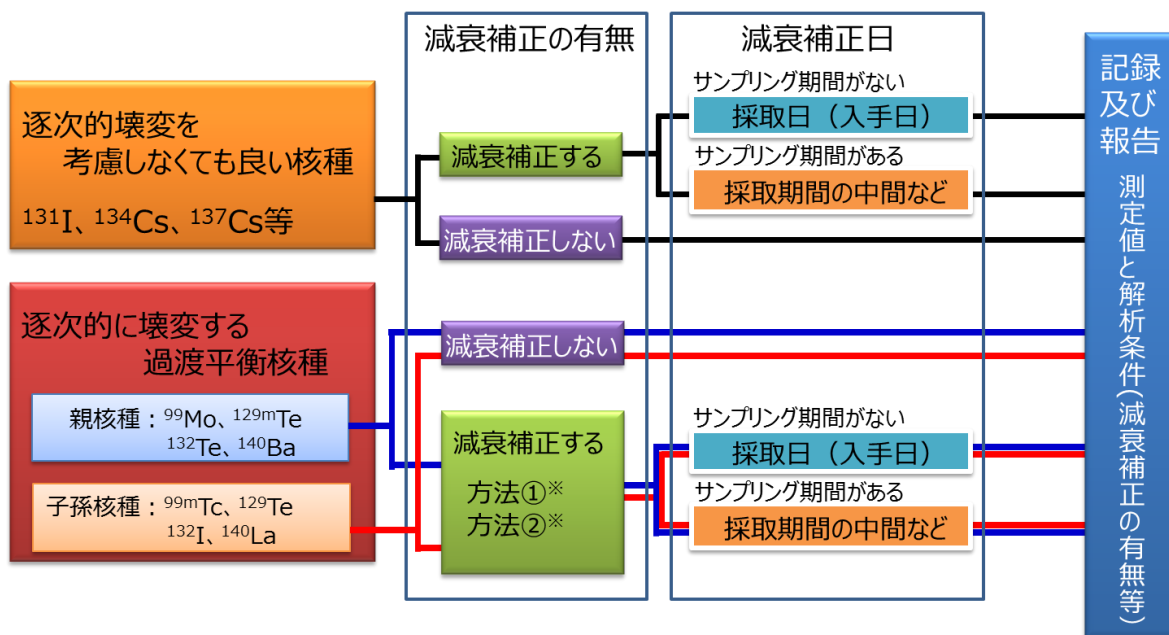 減衰補正の有無
減衰補正日
逐次的壊変を
考慮しなくても良い核種
¹³¹I、¹³⁴Cs、¹³⁷Cs等
減衰補正する
減衰補正しない
サンプリング期間がない
採取日（入手日）
サンプリング期間がある
採取期間の中間など
逐次的に壊変する
過渡平衡核種
親核種：⁹⁹Mo、¹²⁹ᵐTe
¹³²Te、¹⁴⁰Ba
子孫核種：⁹⁹ᵐTc、¹²⁹Te
¹³²I、¹⁴⁰La
減衰補正しない
減衰補正する
方法①※
方法②※
サンプリング期間がない
採取日（入手日）
サンプリング期間がある
採取期間の中間など
記録
及び
報告
測定値と解析条件(減衰補正の有無等)